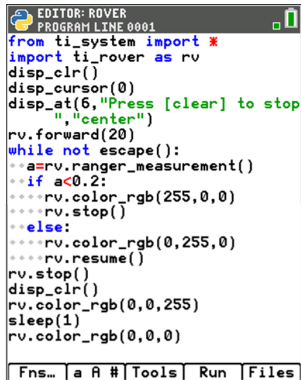 EDITOR: ROVER
PROGRAM LINE 0001
from ti_system import *
import ti_rover as rv
disp_clr()
disp_cursor(0)
disp_at(6,"Press [clear] to stop
","center")
rv.forward(20)
while not escape():
  a=rv.ranger_measurement()
  if a<0.2:
    rv.color_rgb(255,0,0)
    rv.stop()
  else:
    rv.color_rgb(0,255,0)
    rv.resume()
rv.stop()
disp_clr()
rv.color_rgb(0,0,255)
sleep(1)
rv.color_rgb(0,0,0)
Fns… a A # Tools Run Files